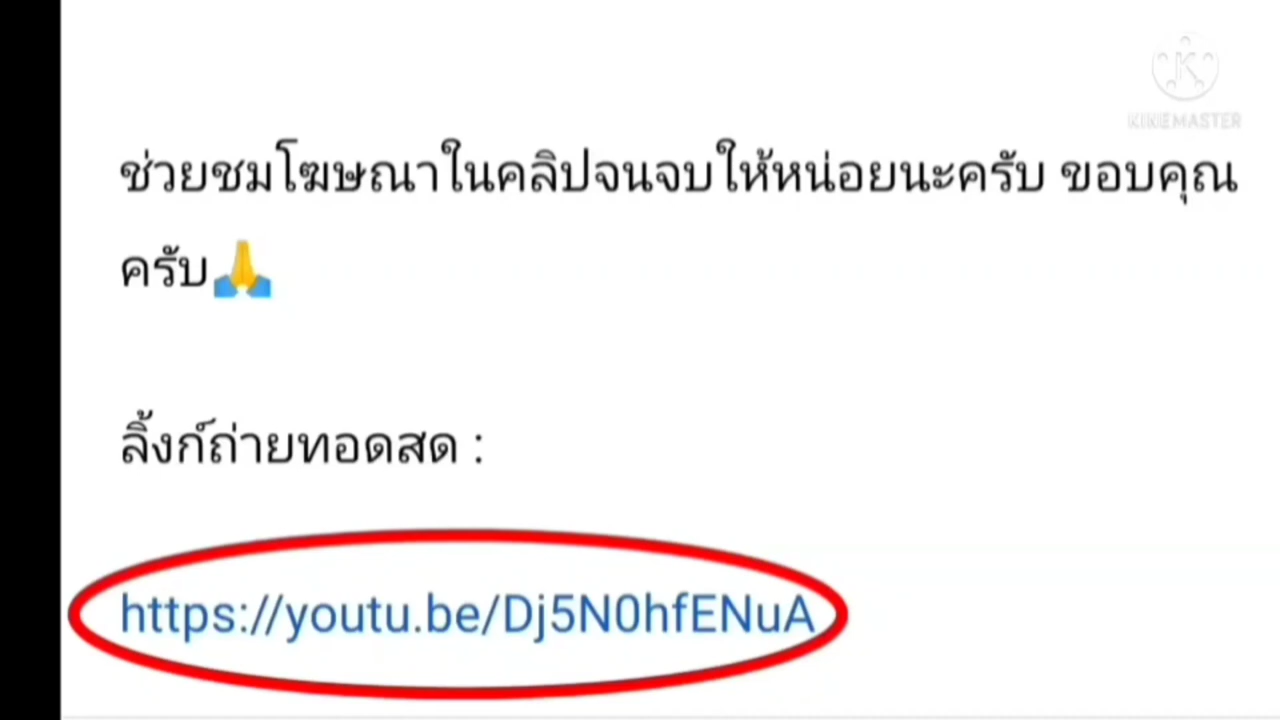 KINEMASTER
ช่วยชมโฆษณาในคลิปจนจบให้หน่อยนะครับ ขอบคุณ
ครับ🙏
ลิ้งก์ถ่ายทอดสด :
https://youtu.be/Dj5N0hfENuA